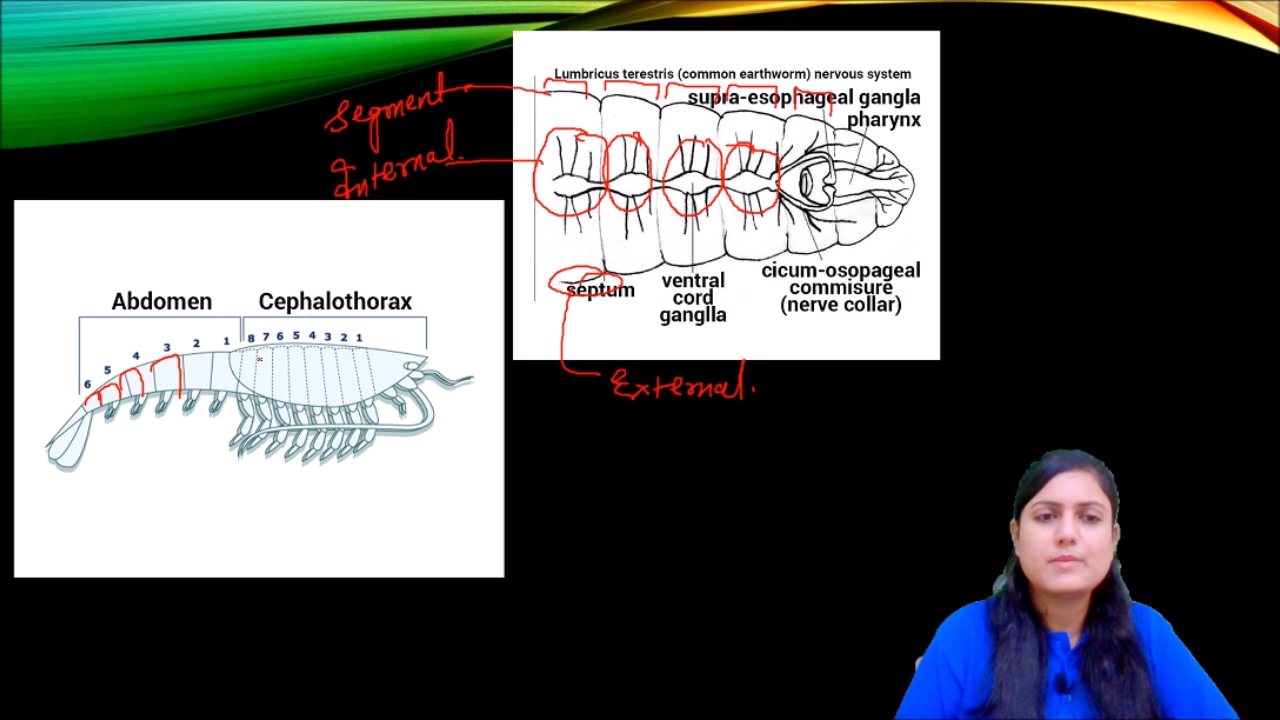 Lumbricus terestris (common earthworm) nervous system
supra-esophageal gangla
pharynx
Segment
Internal.
septum
ventral
cord
ganglla
cicum-osopageal
commisure
(nerve collar)
External.
Abdomen
Cephalothorax
6 5 4 3 2 1 8 7 6 5 4 3 2 1